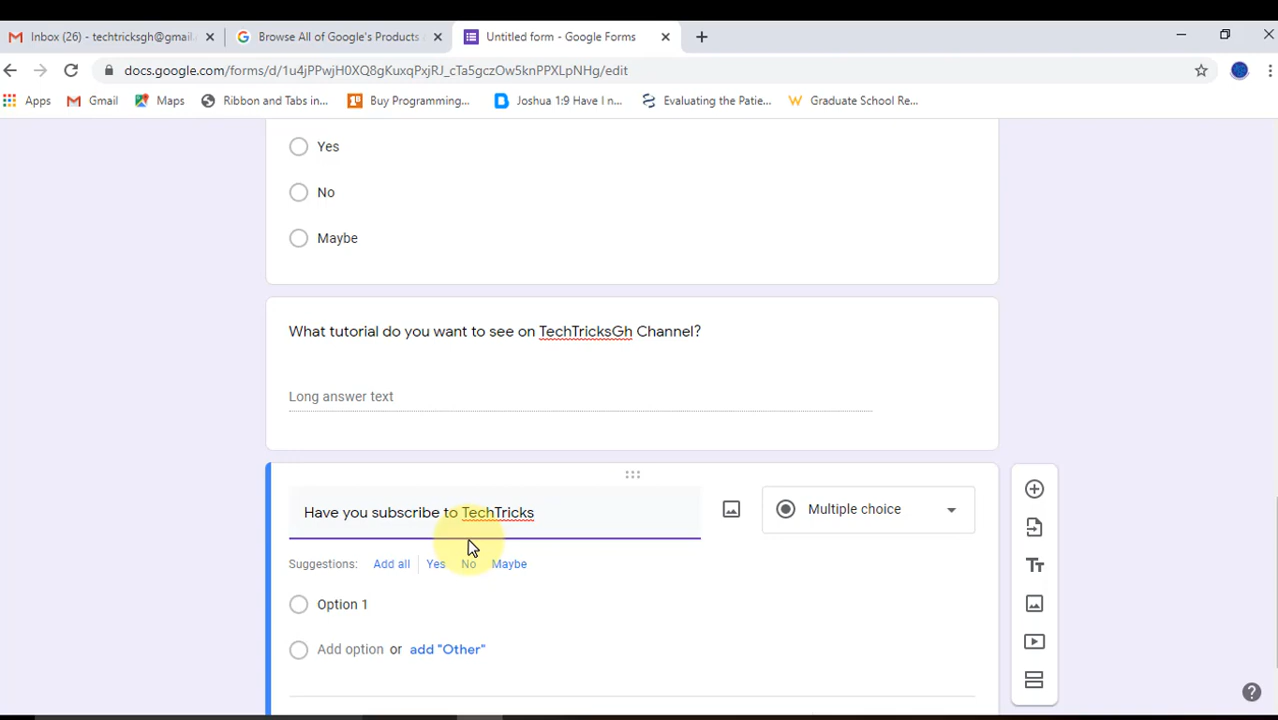 Inbox (26) - techtricksgh@gmail.
Browse All of Google's Products
Untitled form - Google Forms
docs.google.com/forms/d/1u4jPPwjH0XQ8gKuxqPxjRJ_cTa5gczOw5knPPXLpNHg/edit
Apps
Gmail
Maps
Ribbon and Tabs in...
Buy Programming...
Joshua 1:9 Have I n...
Evaluating the Patie...
Graduate School Re...
Yes
No
Maybe
What tutorial do you want to see on TechTricksGh Channel?
Long answer text
Have you subscribe to TechTricks
Multiple choice
Suggestions: Add all Yes No Maybe
Option 1
Add option or add "Other"